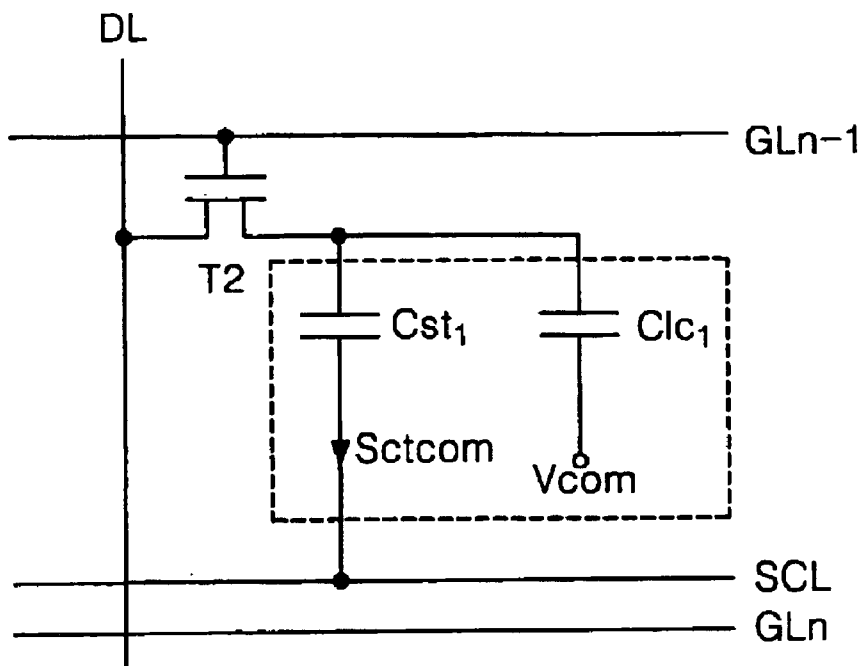 DL
GLn-1
T2
Cst₁
Clc₁
Sctcom
Vcom
SCL
GLn